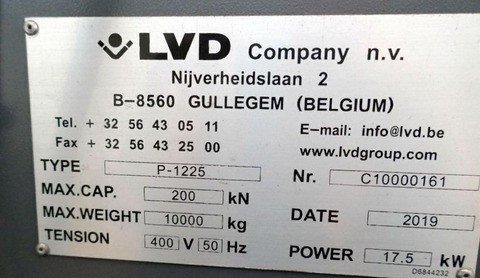 LVD Company n.v.
Nijverheidslaan 2
B-8560 GULLEGEM (BELGIUM)
Tel. + 32 56 43 05 11 E-mail: info@lvd.be
Fax + 32 56 43 25 00 www.lvdgroup.com
TYPE P-1225 Nr. C10000161
MAX.CAP. 200 kN
MAX.WEIGHT 10000 kg DATE 2019
TENSION 400 V 50 Hz POWER 17.5 kW
D6844232